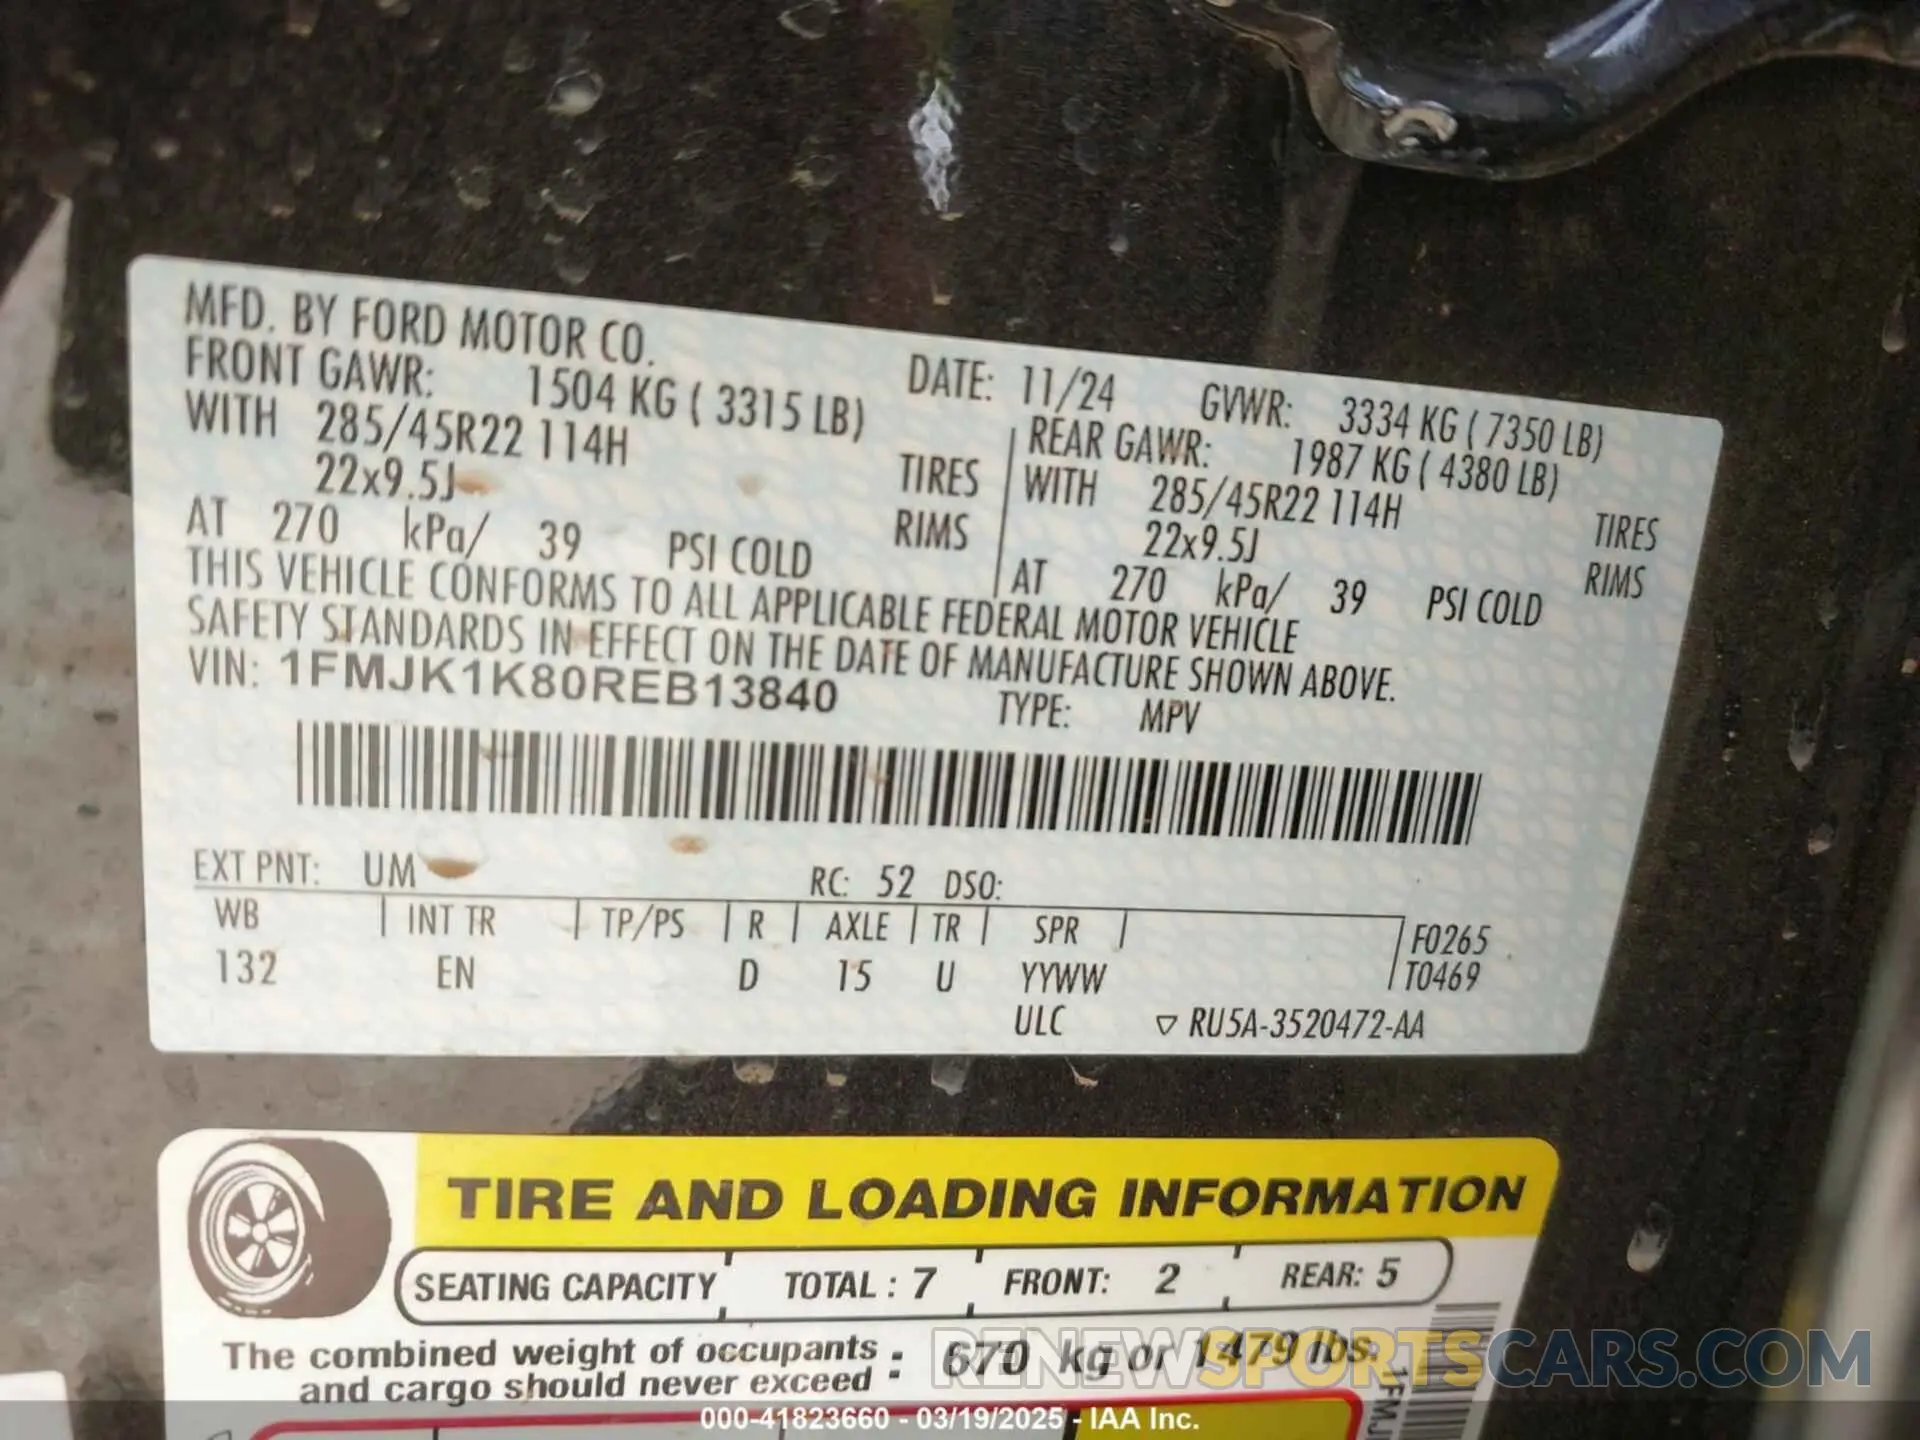 MFD. BY FORD MOTOR CO.
DATE: 11/24 GVWR: 3334 KG ( 7350 LB)
FRONT GAWR: 1504 KG ( 3315 LB)
WITH 285/45R22 114H TIRES
22x9.5J RIMS
AT 270 kPa/ 39 PSI COLD
REAR GAWR: 1987 KG ( 4380 LB)
WITH 285/45R22 114H TIRES
22x9.5J RIMS
AT 270 kPa/ 39 PSI COLD
THIS VEHICLE CONFORMS TO ALL APPLICABLE FEDERAL MOTOR VEHICLE
SAFETY STANDARDS IN EFFECT ON THE DATE OF MANUFACTURE SHOWN ABOVE.
VIN: 1FMJK1K80REB13840 TYPE: MPV
EXT PNT: UM RC: 52 DSO:
WB | INT TR | TP/PS | R | AXLE | TR | SPR | F0265
132 EN D 15 U YYWW T0469
ULC ▽ RU5A-3520472-AA
TIRE AND LOADING INFORMATION
SEATING CAPACITY TOTAL : 7 FRONT: 2 REAR: 5
The combined weight of occupants
and cargo should never exceed : 670 kg or 1479 lbs.
1FMJ
RENEWSPORTSCARS.COM
000-41823660 - 03/19/2025 - IAA Inc.